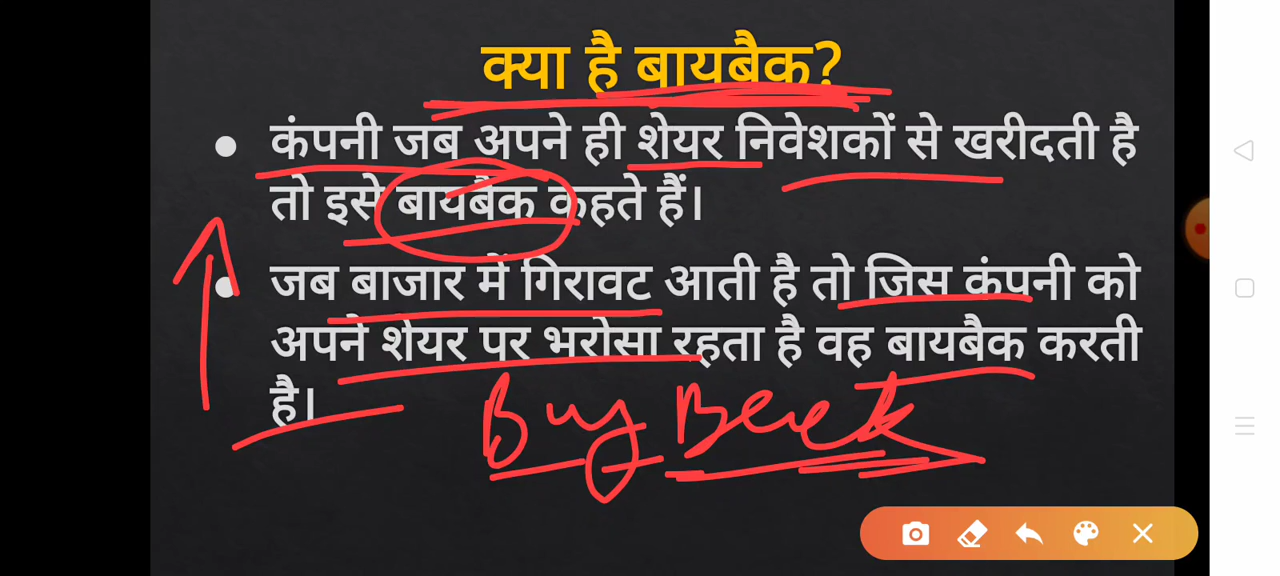 क्या है बायबैक?
कंपनी जब अपने ही शेयर निवेशकों से खरीदती है
तो इसे बायबैक कहते हैं।
जब बाजार में गिरावट आती है तो जिस कंपनी को
अपने शेयर पर भरोसा रहता है वह बायबैक करती
है।
Buy Back